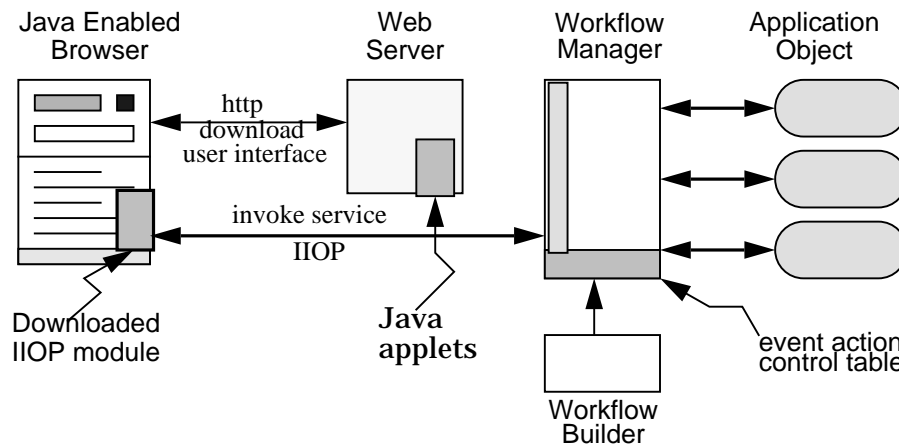 Java Enabled
Browser
Web
Server
Workflow
Manager
Application
Object
http
download
user interface
invoke service
IIOP
Downloaded
IIOP module
Java
applets
event action
control table
Workflow
Builder